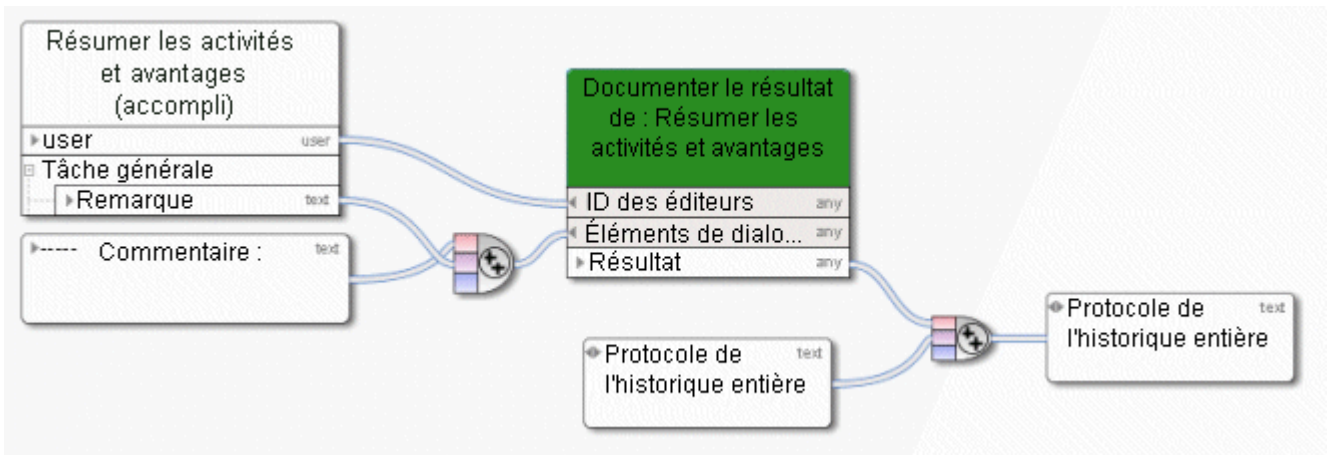 Résumer les activités
et avantages
(accompli)
user user
Tâche générale
Remarque text
----- Commentaire : text
Documenter le résultat
de : Résumer les
activités et avantages
ID des éditeurs any
Éléments de dialo... any
Résultat any
Protocole de text
l'historique entière
Protocole de text
l'historique entière